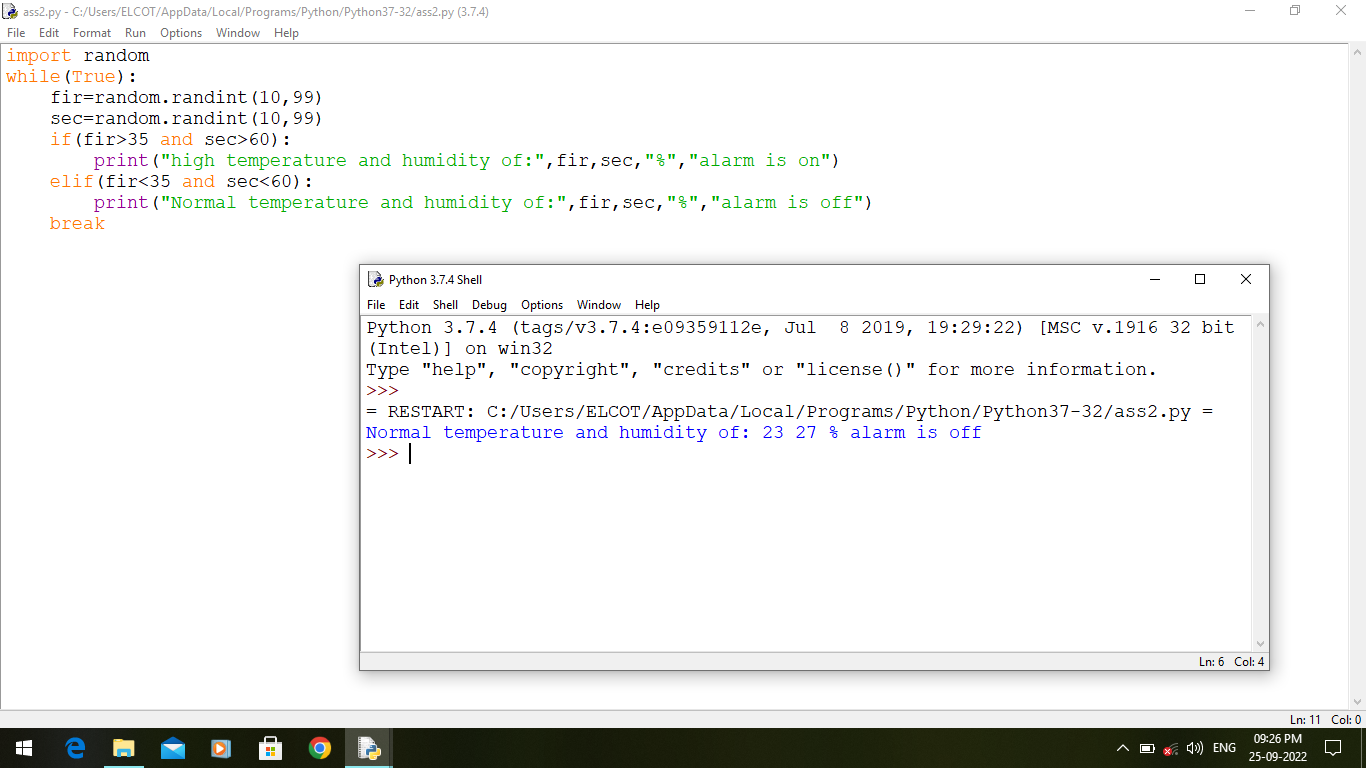 ass2.py - C:/Users/ELCOT/AppData/Local/Programs/Python/Python37-32/ass2.py (3.7.4)
File Edit Format Run Options Window Help
import random
while(True):
    fir=random.randint(10,99)
    sec=random.randint(10,99)
    if(fir>35 and sec>60):
        print("high temperature and humidity of:",fir,sec,"%","alarm is on")
    elif(fir<35 and sec<60):
        print("Normal temperature and humidity of:",fir,sec,"%","alarm is off")
    break
Python 3.7.4 Shell
File Edit Shell Debug Options Window Help
Python 3.7.4 (tags/v3.7.4:e09359112e, Jul  8 2019, 19:29:22) [MSC v.1916 32 bit
(Intel)] on win32
Type "help", "copyright", "credits" or "license()" for more information.
>>>
= RESTART: C:/Users/ELCOT/AppData/Local/Programs/Python/Python37-32/ass2.py =
Normal temperature and humidity of: 23 27 % alarm is off
>>>
Ln: 6 Col: 4
Ln: 11 Col: 0
ENG
09:26 PM
25-09-2022